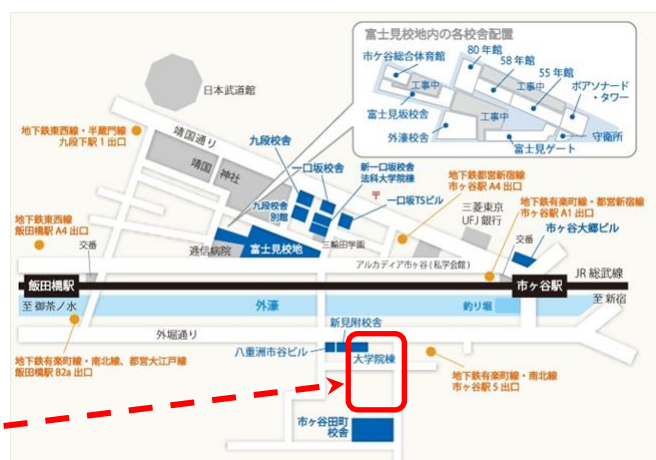 富士見校地内の各校舎配置
市ケ谷総合体育館
80年館
58年館
55年館
ボアソナード
・タワー
工事中
工事中
工事中
富士見坂校舎
外濠校舎
富士見ゲート
守衛所
日本武道館
地下鉄東西線・半蔵門線
九段下駅1出口
靖国通り
靖国 神社
九段校舎
一口坂校舎
新一口坂校舎
法科大学院棟
〒
地下鉄都営新宿線
市ケ谷駅A4出口
九段校舎
別館
一口坂TSビル
三菱東京
UFJ銀行
地下鉄有楽町線・都営新宿線
市ケ谷駅A1出口
地下鉄東西線
飯田橋駅A4出口
交番
逓信病院
富士見校地
三輪田学園
アルカディア市ヶ谷(私学会館)
交番
市ケ谷大郷ビル
JR総武線
飯田橋駅
市ヶ谷駅
至御茶ノ水
外濠
釣り堀
至新宿
外堀通り
新見附校舎
八重洲市谷ビル
大学院棟
地下鉄有楽町線・南北線、都営大江戸線
飯田橋駅B2a出口
地下鉄有楽町線・南北線
市ケ谷駅5出口
市ケ谷田町
校舎